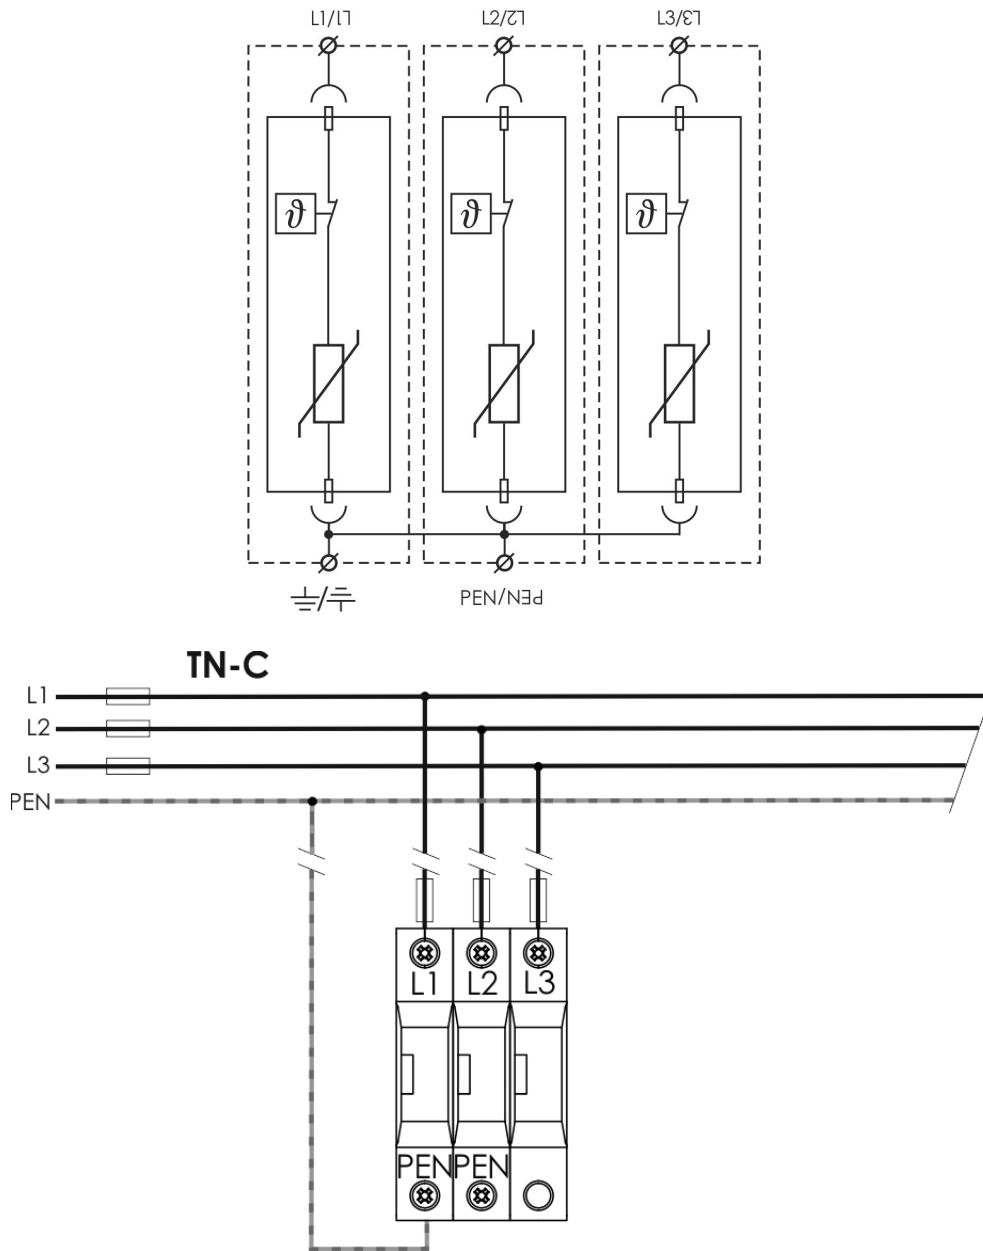 L1/L1 L2/L2 L3/L3
ϑ ϑ ϑ
⏚/⏚ PEN/PEN
TN-C
L1
L2
L3
PEN
L1 L2 L3
PEN PEN